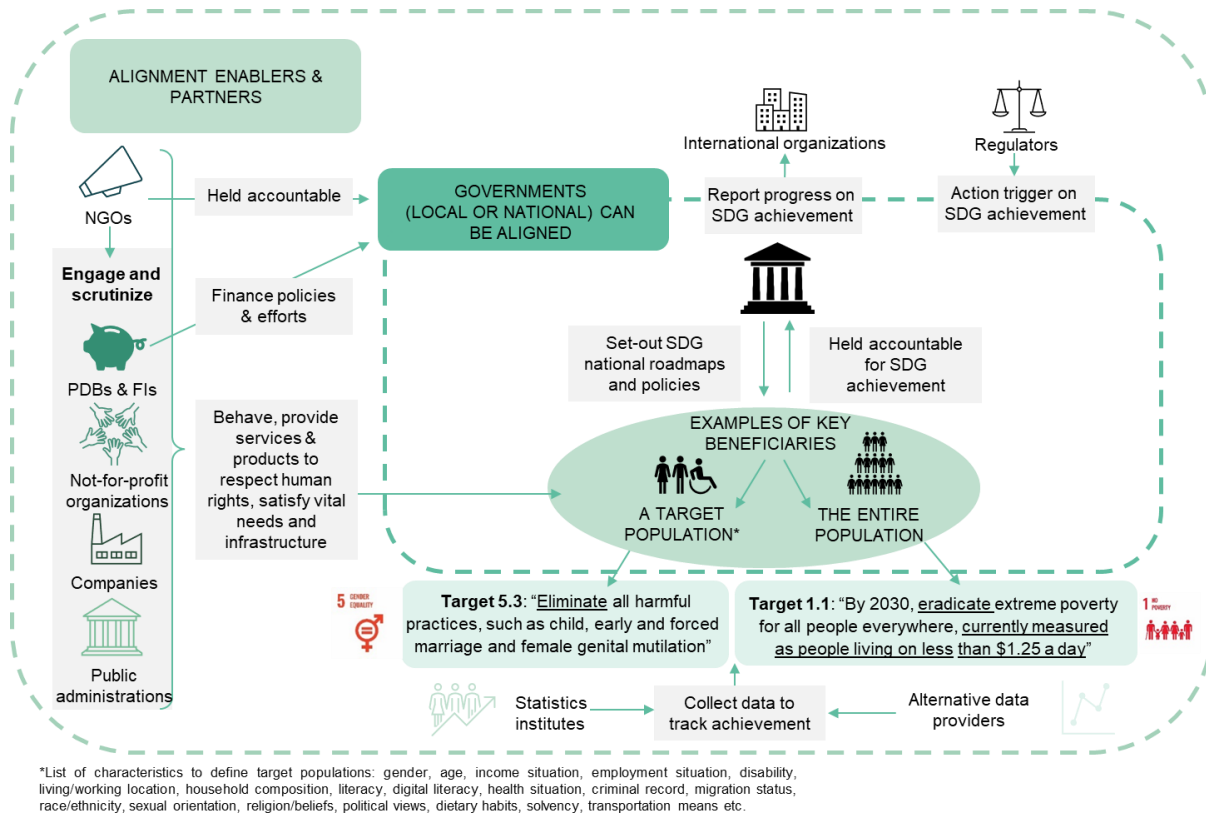 ALIGNMENT ENABLERS &
PARTNERS
NGOs
Engage and
scrutinize
PDBs & FIs
Not-for-profit
organizations
Companies
Public
administrations
Held accountable
Finance policies
& efforts
Behave, provide
services &
products to
respect human
rights, satisfy vital
needs and
infrastructure
GOVERNMENTS
(LOCAL OR NATIONAL) CAN
BE ALIGNED
International organizations
Report progress on
SDG achievement
Regulators
Action trigger on
SDG achievement
Set-out SDG
national roadmaps
and policies
Held accountable
for SDG
achievement
EXAMPLES OF KEY
BENEFICIARIES
A TARGET
POPULATION*
THE ENTIRE
POPULATION
5 GENDER
EQUALITY
Target 5.3: “Eliminate all harmful
practices, such as child, early and forced
marriage and female genital mutilation”
Target 1.1: “By 2030, eradicate extreme poverty
for all people everywhere, currently measured
as people living on less than $1.25 a day”
1 NO
POVERTY
Statistics
institutes
Collect data to
track achievement
Alternative data
providers
*List of characteristics to define target populations: gender, age, income situation, employment situation, disability,
living/working location, household composition, literacy, digital literacy, health situation, criminal record, migration status,
race/ethnicity, sexual orientation, religion/beliefs, political views, dietary habits, solvency, transportation means etc.